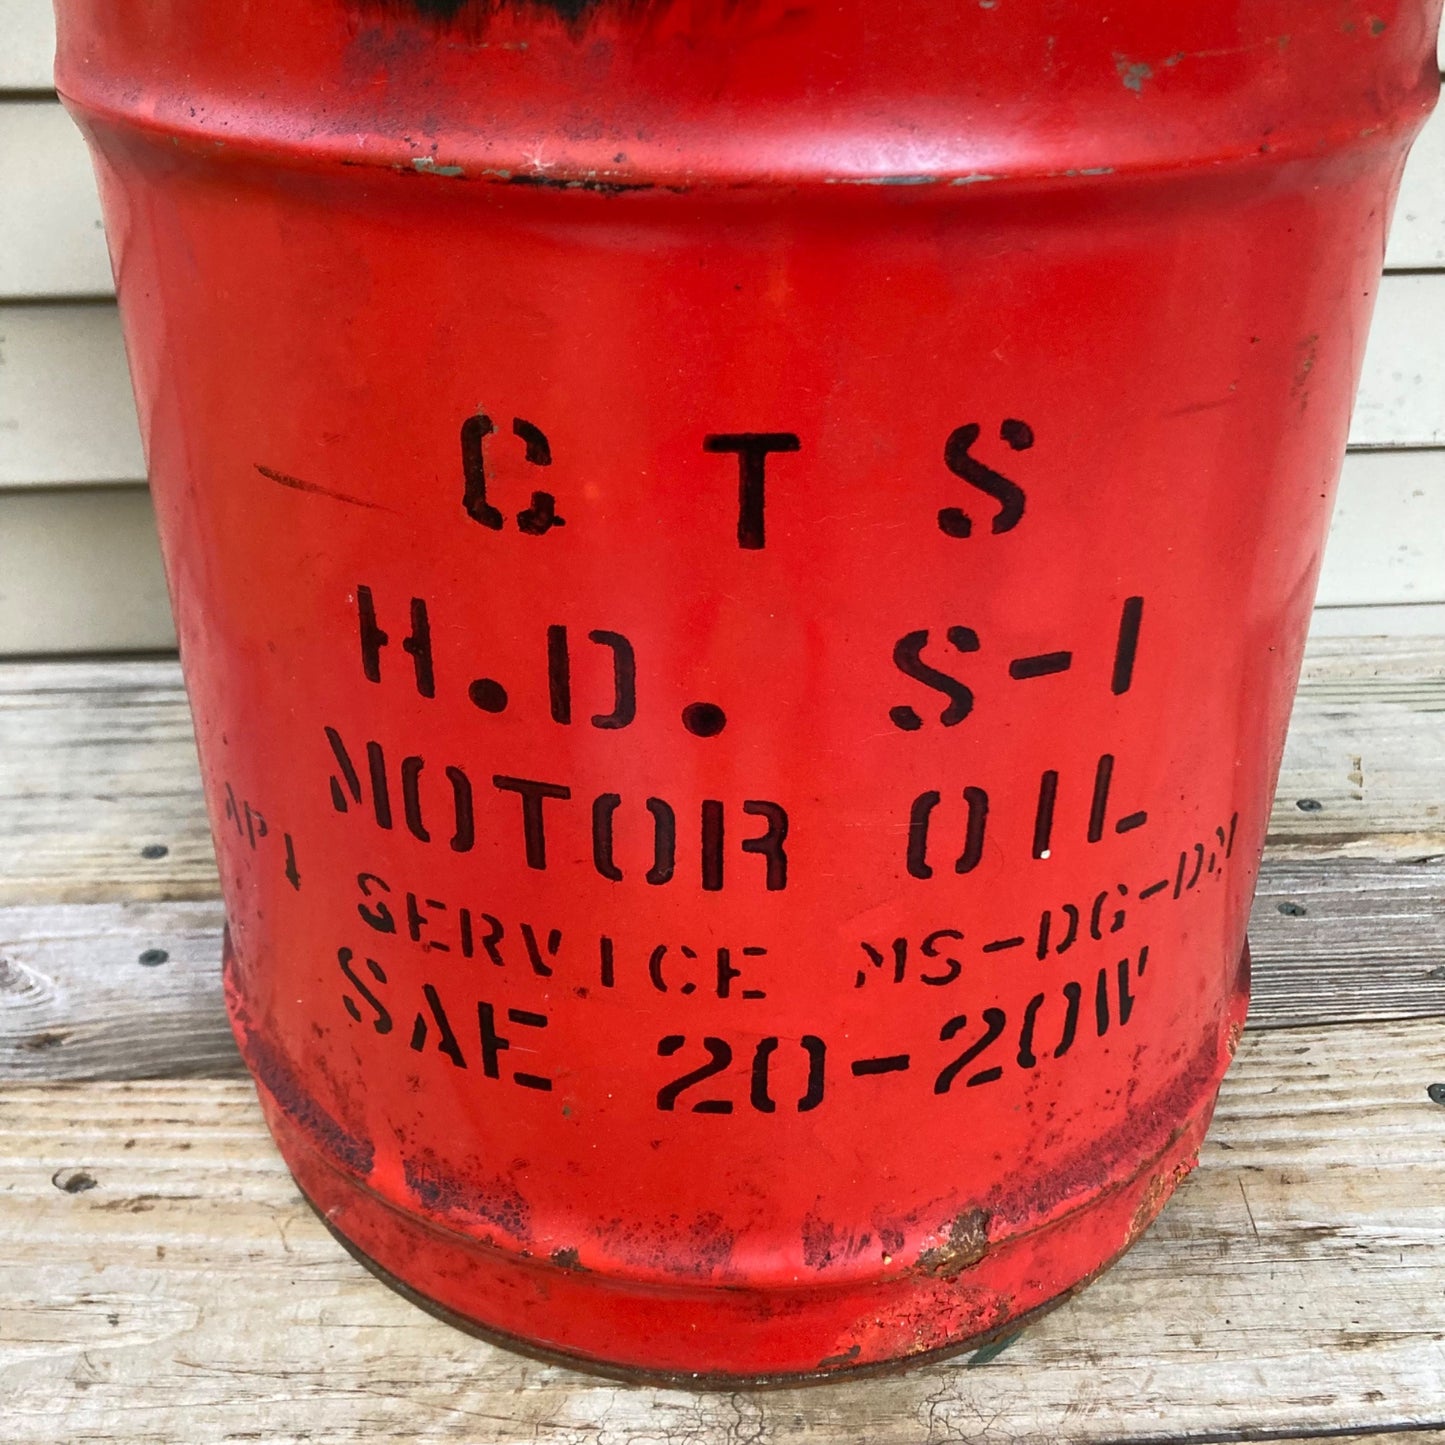 G T S
H.D. S-1
MOTOR OIL
API SERVICE MS-DG-DM
SAE 20-20W